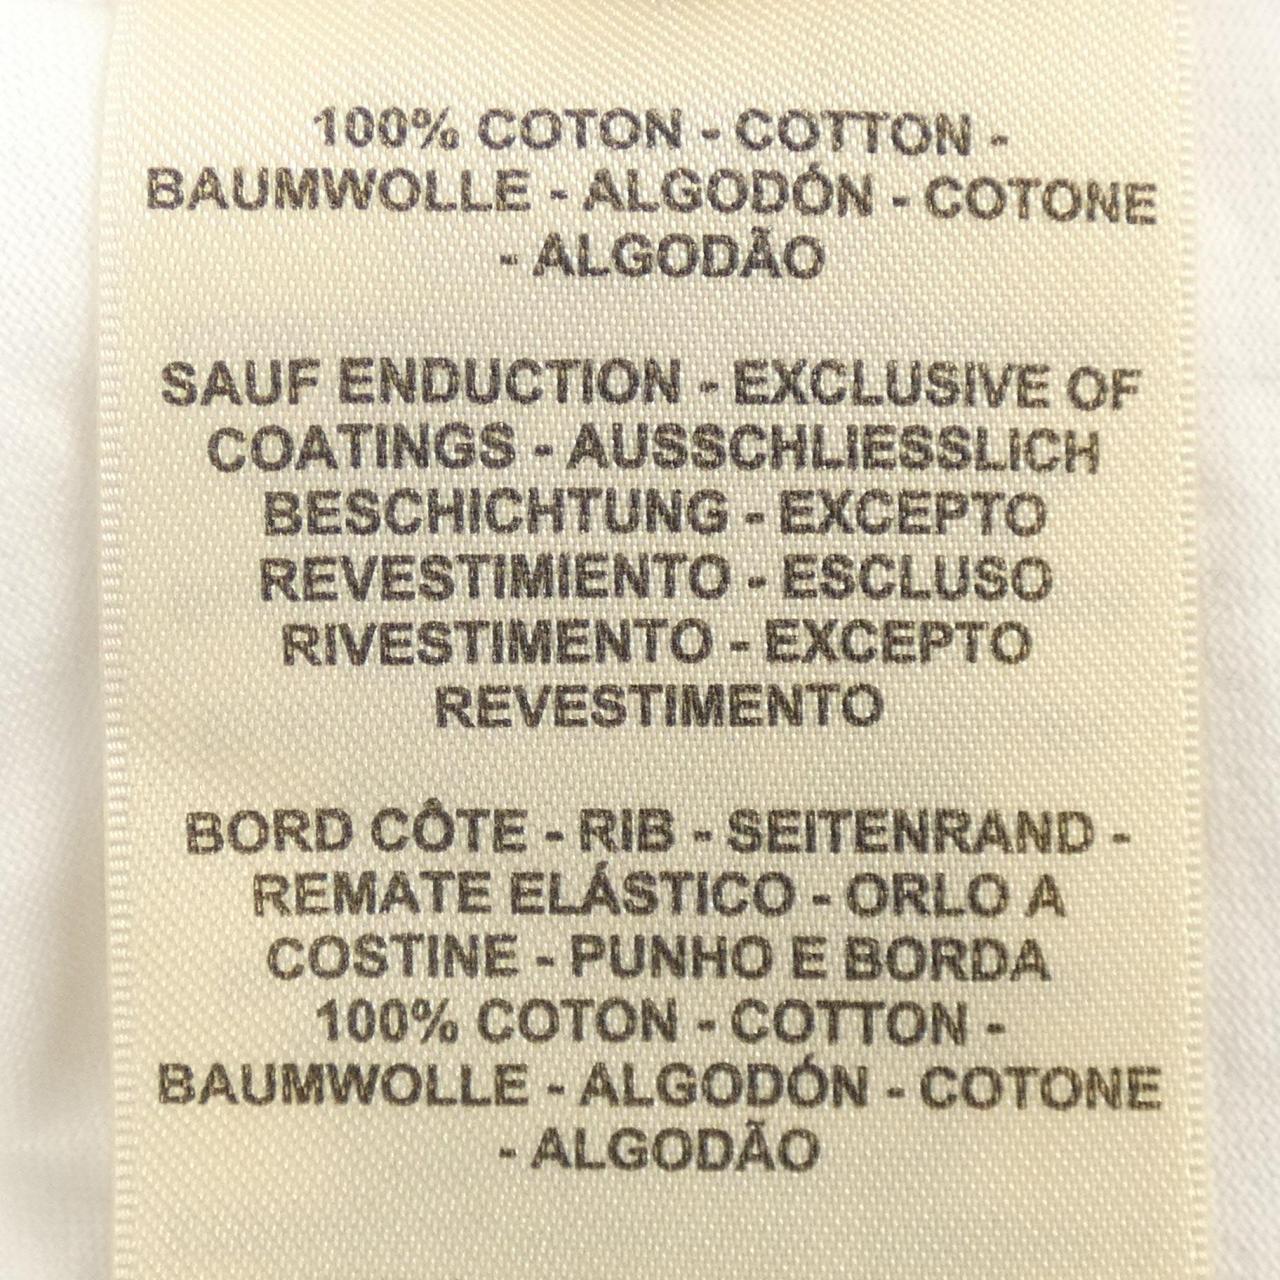 100% COTON - COTTON -
BAUMWOLLE - ALGODÓN - COTONE
- ALGODÃO
SAUF ENDUCTION - EXCLUSIVE OF
COATINGS - AUSSCHLIESSLICH
BESCHICHTUNG - EXCEPTO
REVESTIMIENTO - ESCLUSO
RIVESTIMENTO - EXCEPTO
REVESTIMENTO
BORD CÔTE - RIB - SEITENRAND -
REMATE ELÁSTICO - ORLO A
COSTINE - PUNHO E BORDA
100% COTON - COTTON -
BAUMWOLLE - ALGODÓN - COTONE
- ALGODÃO